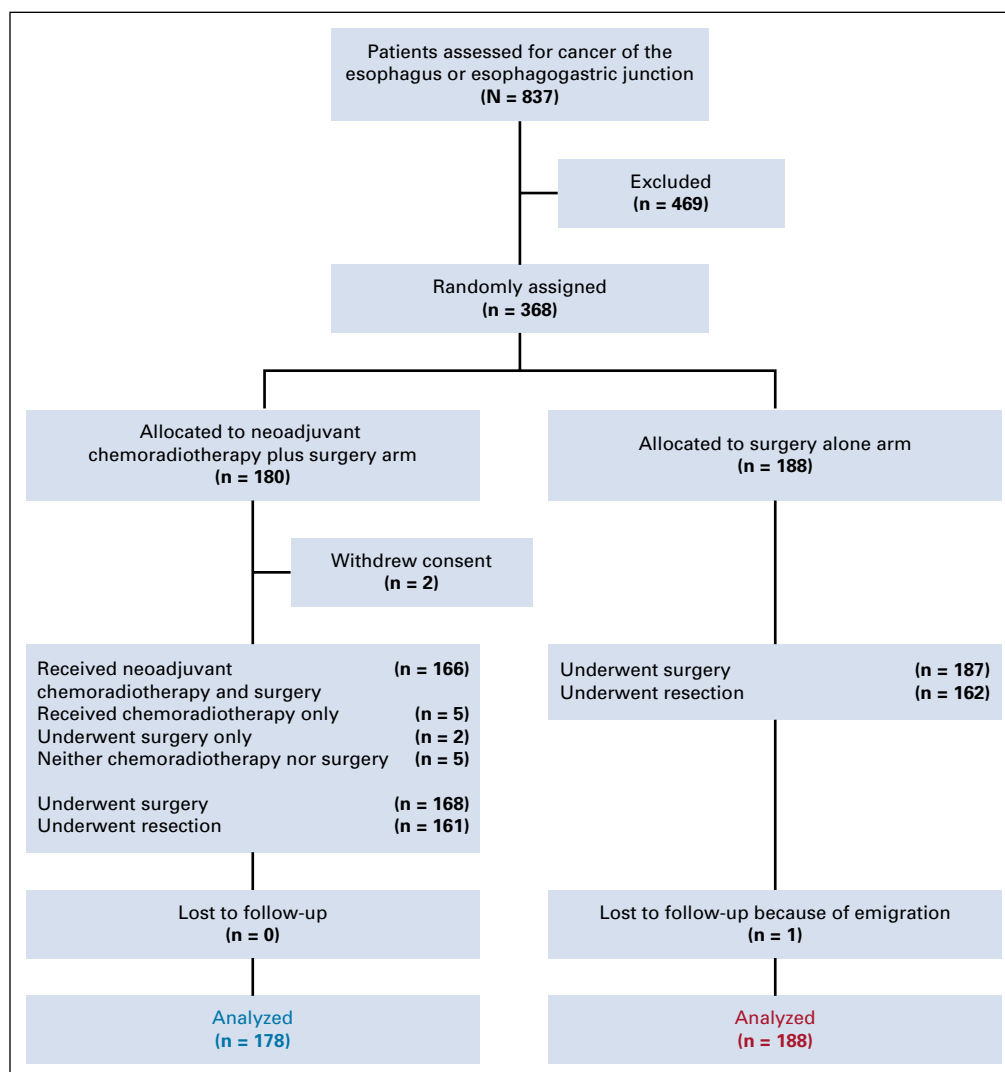 Patients assessed for cancer of the
esophagus or esophagogastric junction
(N = 837)
Excluded
(n = 469)
Randomly assigned
(n = 368)
Allocated to neoadjuvant
chemoradiotherapy plus surgery arm
(n = 180)
Allocated to surgery alone arm
(n = 188)
Withdrew consent
(n = 2)
Received neoadjuvant (n = 166)
chemoradiotherapy and surgery
Received chemoradiotherapy only (n = 5)
Underwent surgery only (n = 2)
Neither chemoradiotherapy nor surgery (n = 5)
Underwent surgery (n = 168)
Underwent resection (n = 161)
Underwent surgery (n = 187)
Underwent resection (n = 162)
Lost to follow-up
(n = 0)
Lost to follow-up because of emigration
(n = 1)
Analyzed
(n = 178)
Analyzed
(n = 188)